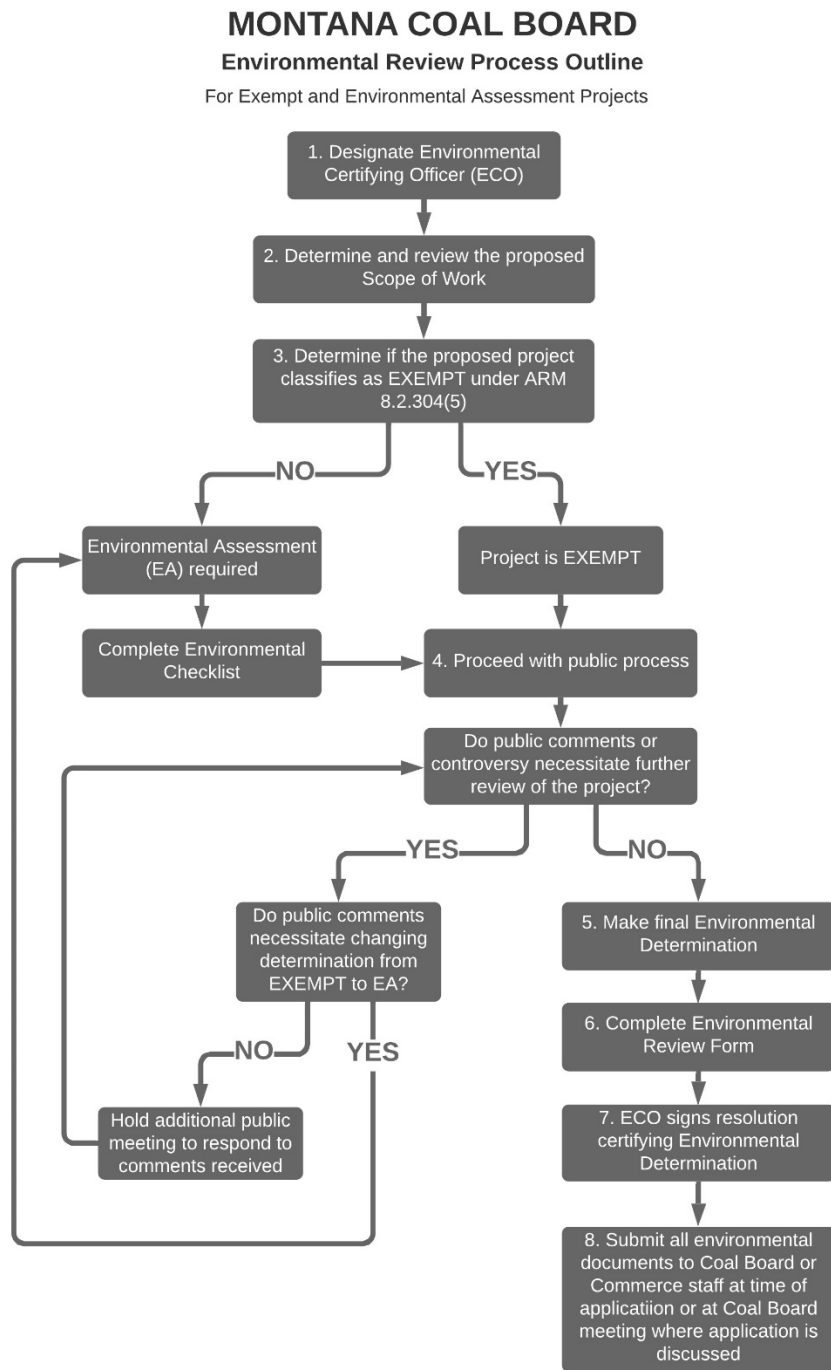 MONTANA COAL BOARD
Environmental Review Process Outline
For Exempt and Environmental Assessment Projects
1. Designate Environmental
Certifying Officer (ECO)
2. Determine and review the proposed
Scope of Work
3. Determine if the proposed project
classifies as EXEMPT under ARM
8.2.304(5)
NO
YES
Environmental Assessment
(EA) required
Project is EXEMPT
Complete Environmental
Checklist
4. Proceed with public process
Do public comments or
controversy necessitate further
review of the project?
YES
NO
Do public comments
necessitate changing
determination from
EXEMPT to EA?
5. Make final Environmental
Determination
NO
YES
6. Complete Environmental
Review Form
Hold additional public
meeting to respond to
comments received
7. ECO signs resolution
certifying Environmental
Determination
8. Submit all environmental
documents to Coal Board or
Commerce staff at time of
applicatiion or at Coal Board
meeting where application is
discussed